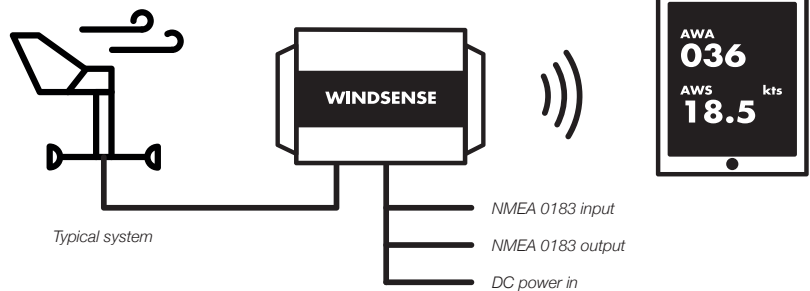 AWA
036
AWS kts
18.5
WINDSENSE
NMEA 0183 input
Typical system
NMEA 0183 output
DC power in